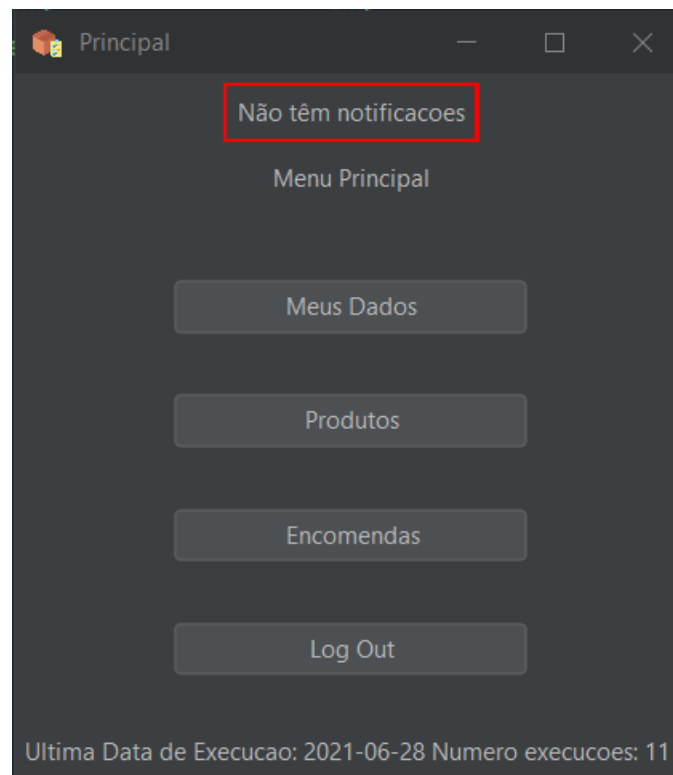 Principal
Não têm notificacoes
Menu Principal
Meus Dados
Produtos
Encomendas
Log Out
Ultima Data de Execucao: 2021-06-28 Numero execucoes: 11